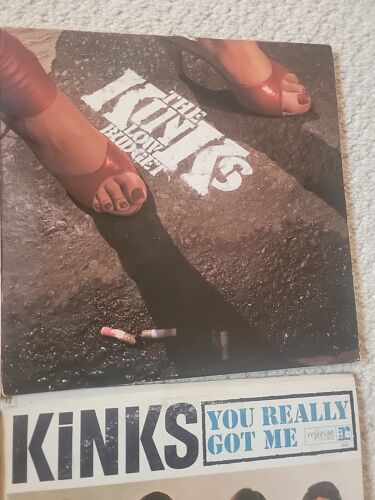 THE
KINKS
LOW
BUDGET
KiNKS
YOU REALLY
GOT ME
reprise